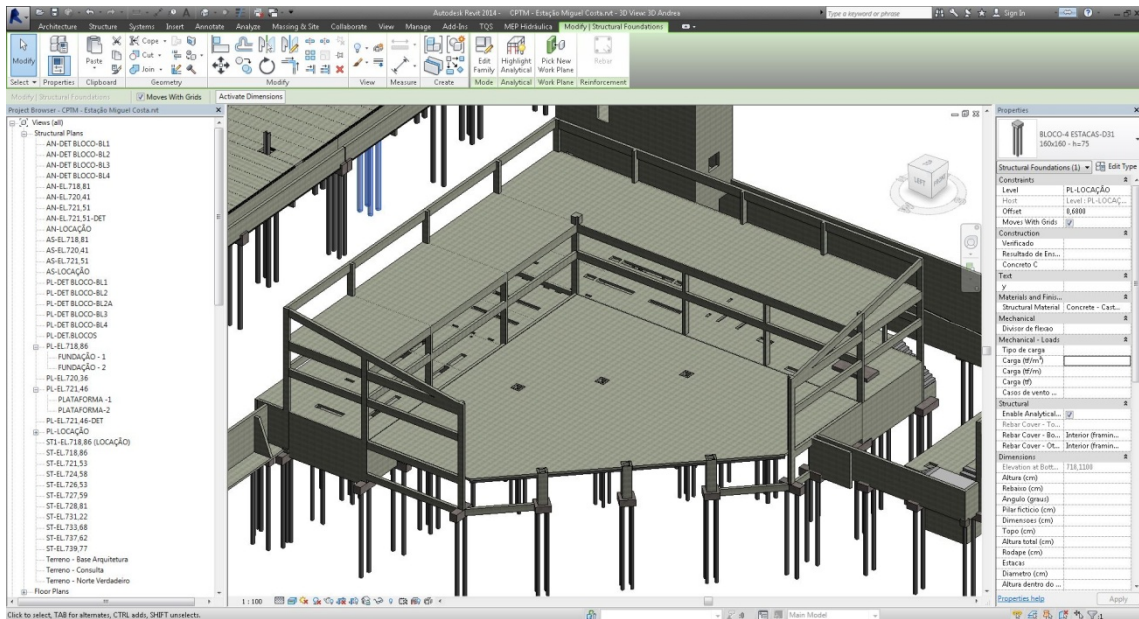 Autodesk Revit 2014 - CPTM - Estação Miguel Costa.rvt - 3D View: 3D Andrea
Type a keyword or phrase
Sign In
Architecture Structure Systems Insert Annotate Analyze Massing & Site Collaborate View Manage Add-Ins TQS MEP Hidráulica Modify | Structural Foundations
Modify
Paste
Cope
Cut
Join
Edit Family
Highlight Analytical
Pick New Work Plane
Rebar
Select Properties Clipboard Geometry Modify View Measure Create Mode Analytical Work Plane Reinforcement
Modify | Structural Foundations
Moves With Grids
Activate Dimensions
Project Browser - CPTM - Estação Miguel Costa.rvt
Views (all)
Structural Plans
AN-DET BLOCO-BL1
AN-DET BLOCO-BL2
AN-DET BLOCO-BL3
AN-DET BLOCO-BL4
AN-EL.718,81
AN-EL.720,41
AN-EL.721,51
AN-EL.721,51-DET
AN-LOCAÇÃO
AS-EL.718,81
AS-EL.720,41
AS-EL.721,51
AS-LOCAÇÃO
PL-DET BLOCO-BL1
PL-DET BLOCO-BL2
PL-DET BLOCO-BL2A
PL-DET BLOCO-BL3
PL-DET BLOCO-BL4
PL-DET.BLOCOS
PL-EL.718,86
FUNDAÇÃO - 1
FUNDAÇÃO - 2
PL-EL.720,36
PL-EL.721,46
PLATAFORMA -1
PLATAFORMA-2
PL-EL.721,46-DET
PL-LOCAÇÃO
ST1-EL.718,86 (LOCAÇÃO)
ST-EL.718,86
ST-EL.721,53
ST-EL.724,58
ST-EL.726,53
ST-EL.727,59
ST-EL.728,81
ST-EL.731,22
ST-EL.733,68
ST-EL.737,62
ST-EL.739,77
Terreno - Base Arquitetura
Terreno - Consulta
Terreno - Norte Verdadeiro
Floor Plans
TOP
LEFT
FRONT
Properties
BLOCO-4 ESTACAS-D31
160x160 - h=75
Structural Foundations (1) Edit Type
Constraints
Level PL-LOCAÇÃO
Host Level : PL-LOCAÇ...
Offset 0,6000
Moves With Grids
Construction
Verificado
Resultado de Ens...
Concreto C
Text
y
Materials and Finis...
Structural Material Concrete - Cast...
Mechanical
Divisor de flexao
Mechanical - Loads
Tipo de carga
Carga (tf/m²)
Carga (tf/m)
Carga (tf)
Casos de vento ...
Structural
Enable Analytical...
Rebar Cover - To...
Rebar Cover - Bo... Interior (framin...
Rebar Cover - Ot... Interior (framin...
Dimensions
Elevation at Bott... 718,1100
Altura (cm)
Rebaixo (cm)
Angulo (graus)
Pilar ficticio (cm)
Dimensoes (cm)
Topo (cm)
Altura total (cm)
Rodape (cm)
Estacas
Diametro (cm)
Altura dentro do ...
Properties help
Apply
1 : 100
Click to select, TAB for alternates, CTRL adds, SHIFT unselects.
:0
Main Model
:1